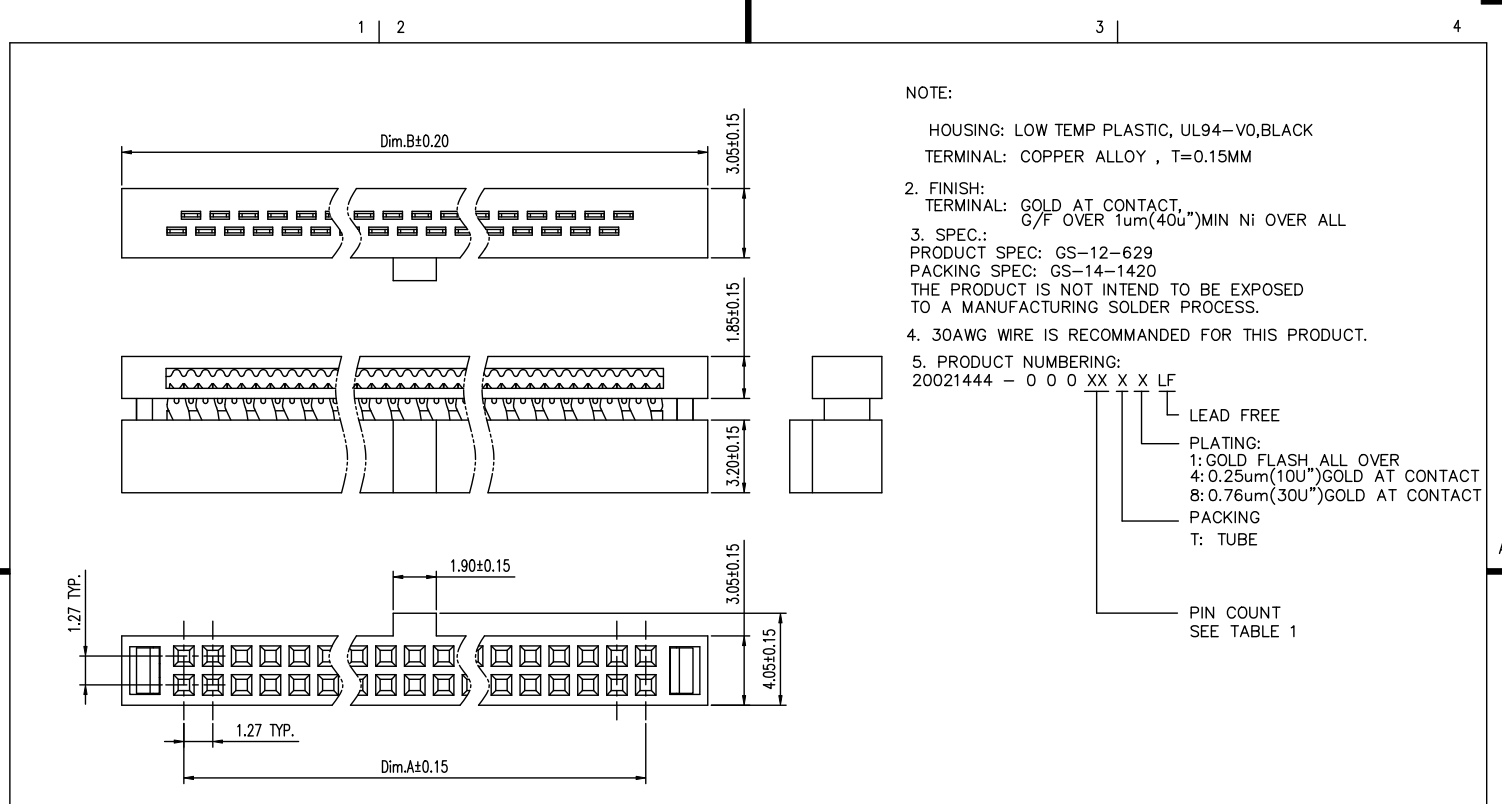 1 2
3
4
Dim.B±0.20
3.05±0.15
1.85±0.15
3.20±0.15
1.90±0.15
3.05±0.15
4.05±0.15
1.27 TYP.
1.27 TYP.
Dim.A±0.15
NOTE:
HOUSING: LOW TEMP PLASTIC, UL94-V0,BLACK
TERMINAL: COPPER ALLOY , T=0.15MM
2. FINISH:
TERMINAL: GOLD AT CONTACT,
G/F OVER 1um(40u")MIN Ni OVER ALL
3. SPEC.:
PRODUCT SPEC: GS-12-629
PACKING SPEC: GS-14-1420
THE PRODUCT IS NOT INTEND TO BE EXPOSED
TO A MANUFACTURING SOLDER PROCESS.
4. 30AWG WIRE IS RECOMMANDED FOR THIS PRODUCT.
5. PRODUCT NUMBERING:
20021444 - 0 0 0 XX X X LF
LEAD FREE
PLATING:
1: GOLD FLASH ALL OVER
4: 0.25um(10U")GOLD AT CONTACT
8: 0.76um(30U")GOLD AT CONTACT
PACKING
T: TUBE
PIN COUNT
SEE TABLE 1